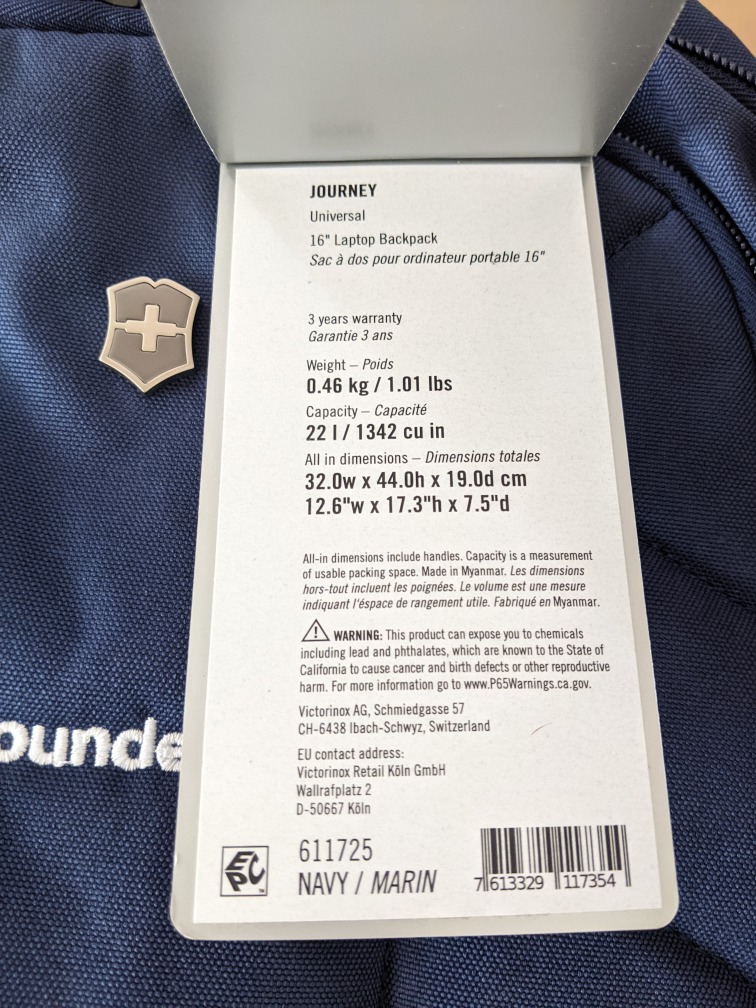 JOURNEY
Universal
16" Laptop Backpack
Sac à dos pour ordinateur portable 16"
3 years warranty
Garantie 3 ans
Weight – Poids
0.46 kg / 1.01 lbs
Capacity – Capacité
22 l / 1342 cu in
All in dimensions – Dimensions totales
32.0w x 44.0h x 19.0d cm
12.6"w x 17.3"h x 7.5"d
All-in dimensions include handles. Capacity is a measurement
of usable packing space. Made in Myanmar. Les dimensions
hors-tout incluent les poignées. Le volume est une mesure
indiquant l'éspace de rangement utile. Fabriqué en Myanmar.
WARNING: This product can expose you to chemicals
including lead and phthalates, which are known to the State of
California to cause cancer and birth defects or other reproductive
harm. For more information go to www.P65Warnings.ca.gov.
Victorinox AG, Schmiedgasse 57
CH-6438 Ibach-Schwyz, Switzerland
EU contact address:
Victorinox Retail Köln GmbH
Wallrafplatz 2
D-50667 Köln
ounde
EC
PC™
611725
NAVY / MARIN
7 613329 117354